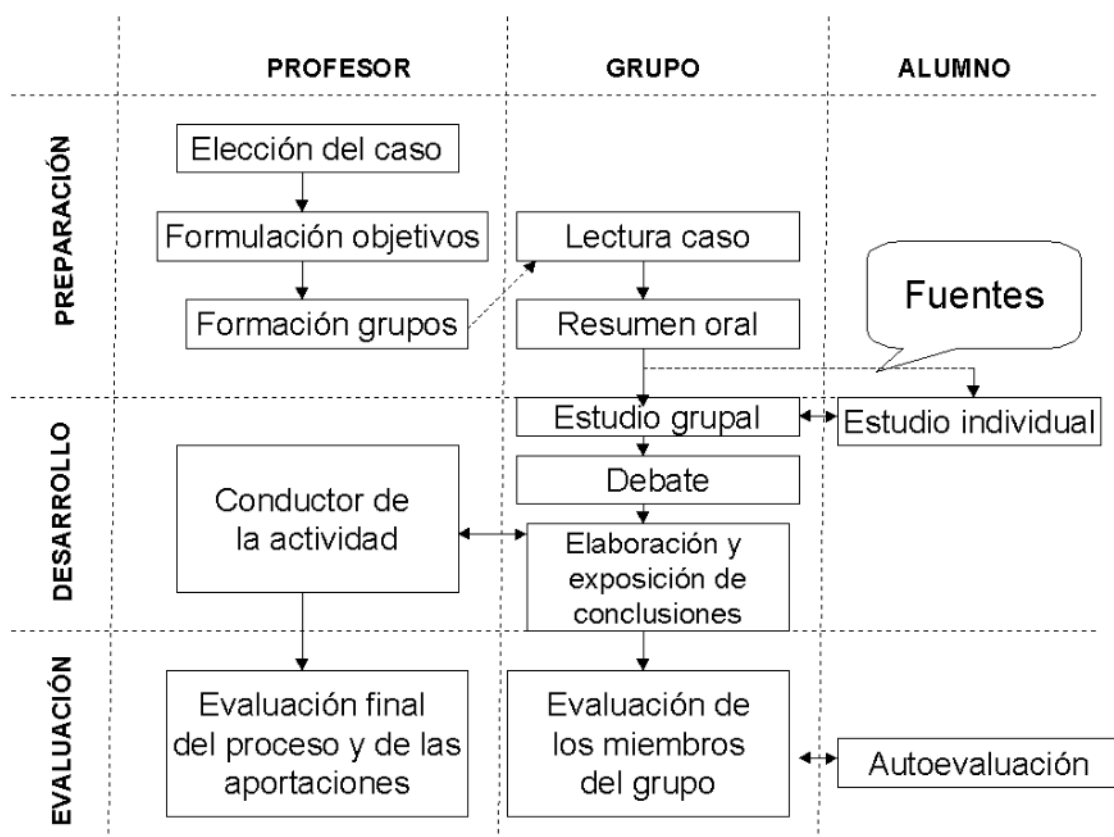 PROFESOR
GRUPO
ALUMNO
PREPARACIÓN
Elección del caso
Formulación objetivos
Lectura caso
Fuentes
Formación grupos
Resumen oral
DESARROLLO
Estudio grupal
Estudio individual
Debate
Conductor de
la actividad
Elaboración y
exposición de
conclusiones
EVALUACIÓN
Evaluación final
del proceso y de las
aportaciones
Evaluación de
los miembros
del grupo
Autoevaluación